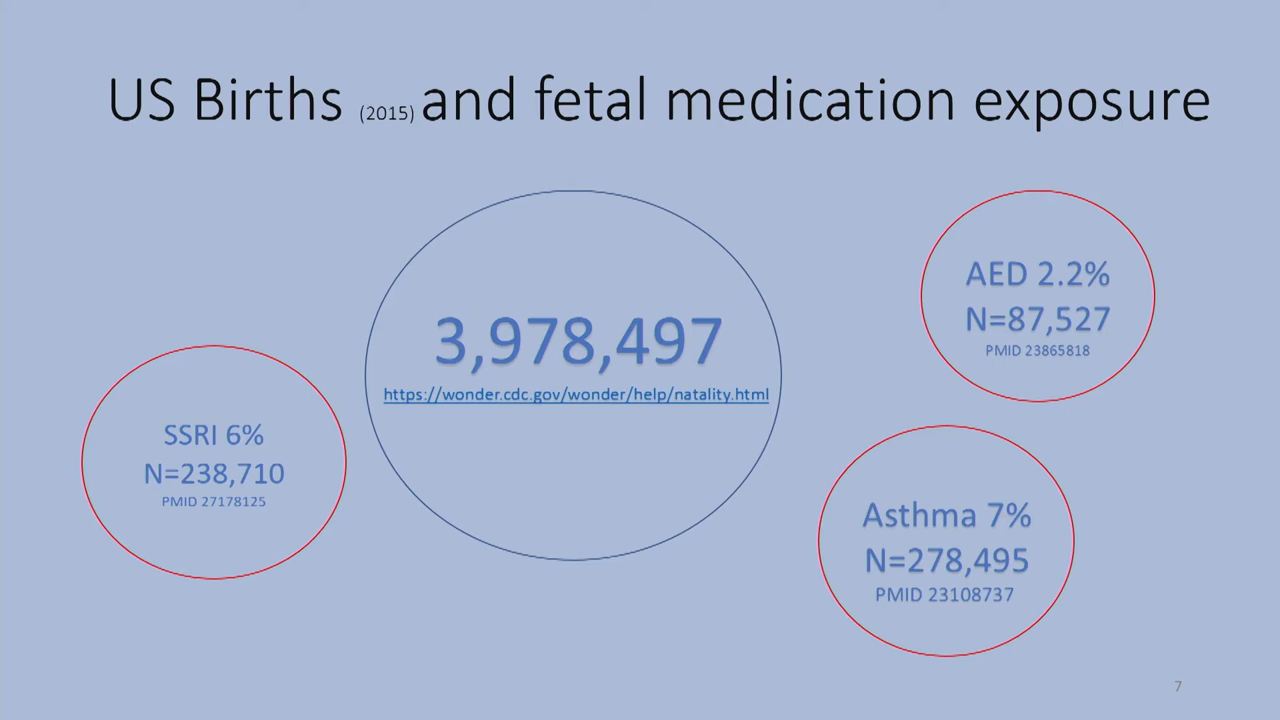 US Births (2015) and fetal medication exposure
3,978,497
https://wonder.cdc.gov/wonder/help/natality.html
AED 2.2%
N=87,527
PMID 23865818
SSRI 6%
N=238,710
PMID 27178125
Asthma 7%
N=278,495
PMID 23108737
7